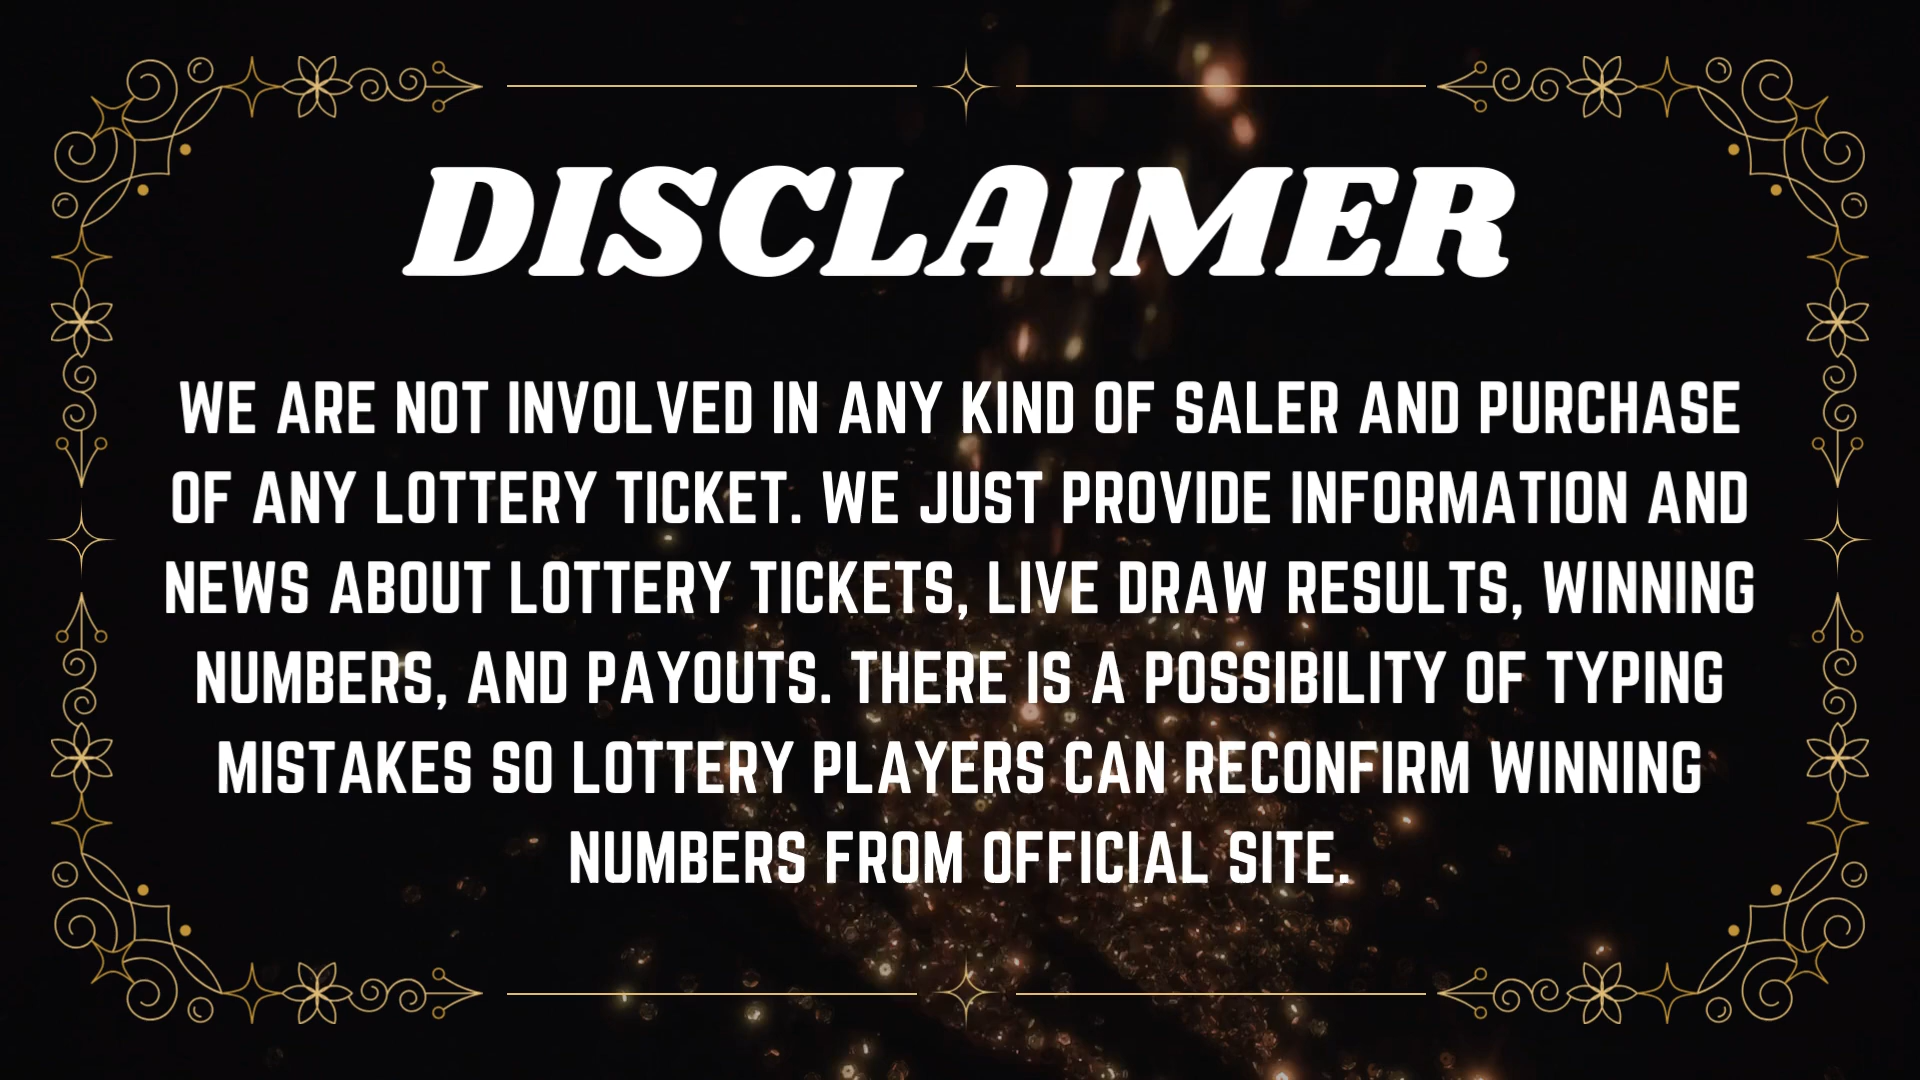 DISCLAIMER
WE ARE NOT INVOLVED IN ANY KIND OF SALER AND PURCHASE
OF ANY LOTTERY TICKET. WE JUST PROVIDE INFORMATION AND
NEWS ABOUT LOTTERY TICKETS, LIVE DRAW RESULTS, WINNING
NUMBERS, AND PAYOUTS. THERE IS A POSSIBILITY OF TYPING
MISTAKES SO LOTTERY PLAYERS CAN RECONFIRM WINNING
NUMBERS FROM OFFICIAL SITE.